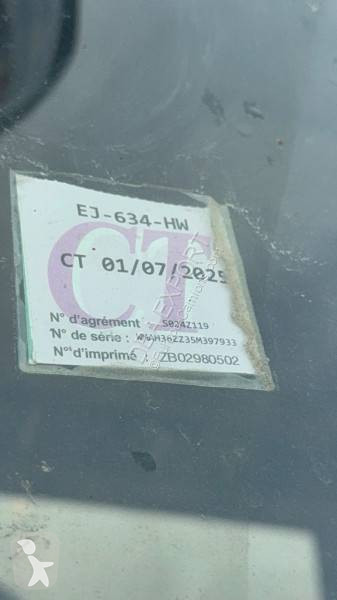 EJ-634-HW
CT
CT 01/07/2025
N° d'agrément : S024Z119
N° de série :
N° d'imprimé : ZB02980502